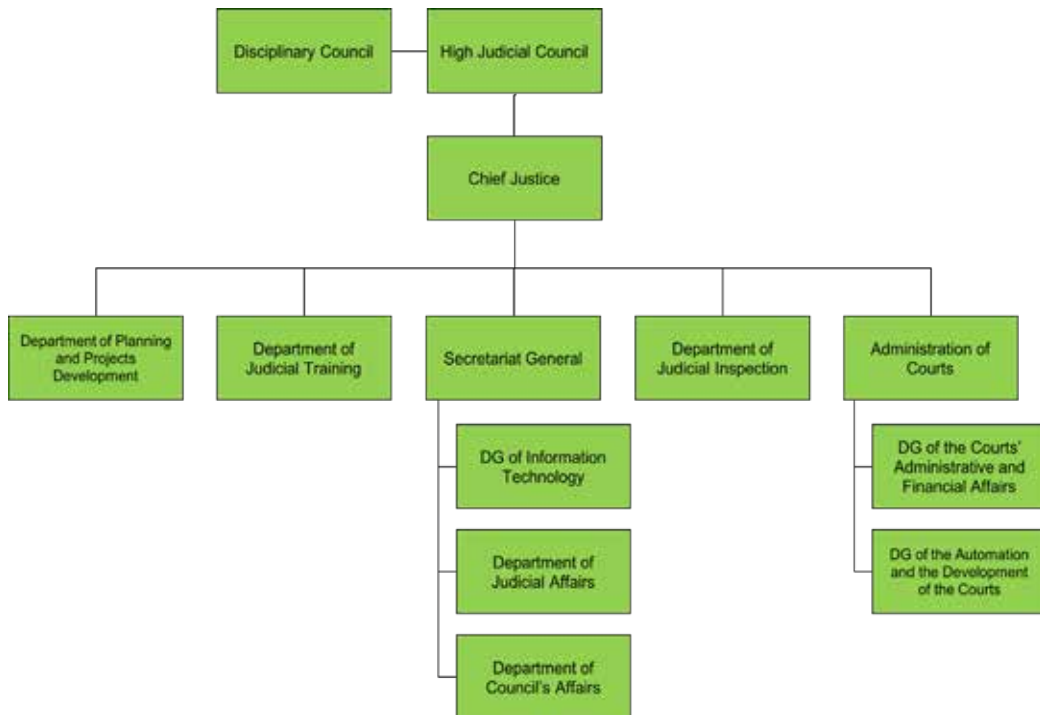 Disciplinary Council
High Judicial Council
Chief Justice
Department of Planning
and Projects
Development
Department of
Judicial Training
Secretariat General
Department of
Judicial Inspection
Administration of
Courts
DG of Information
Technology
DG of the Courts'
Administrative and
Financial Affairs
Department of
Judicial Affairs
DG of the Automation
and the Development
of the Courts
Department of
Council's Affairs